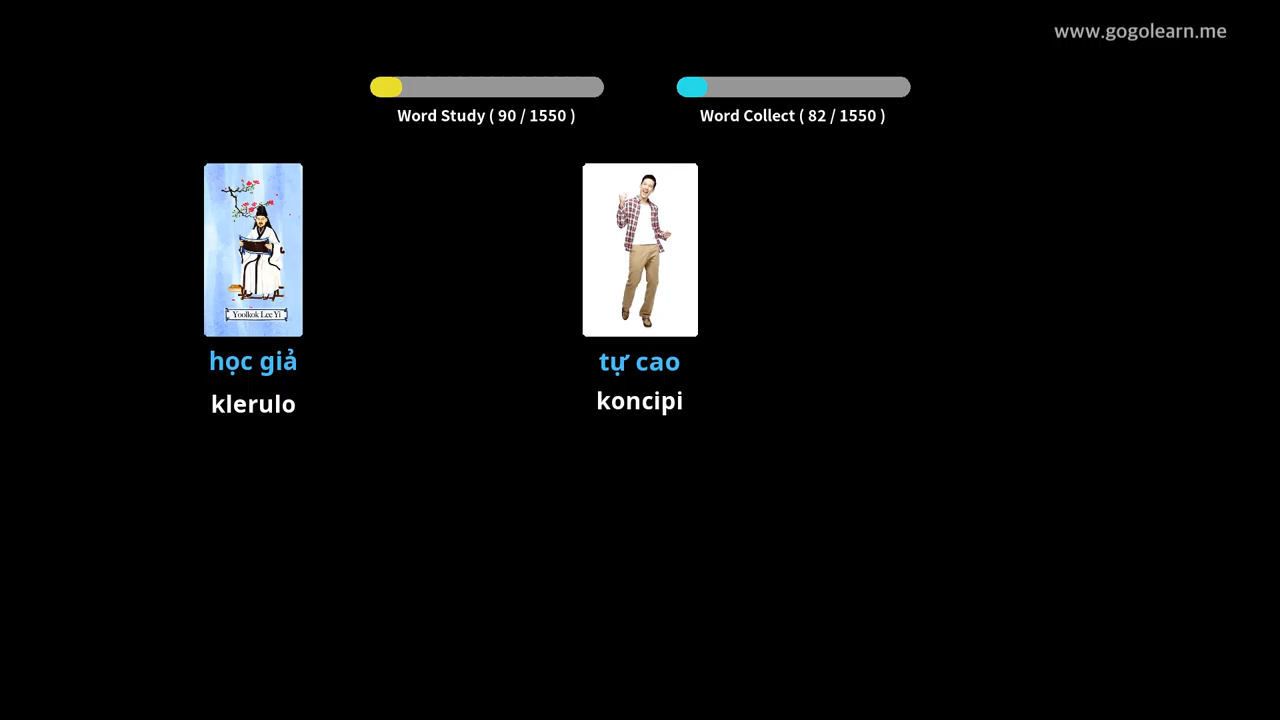 www.gogolearn.me
Word Study ( 90 / 1550 )
Word Collect ( 82 / 1550 )
Yoolkok Lee Yi
học giả
klerulo
tự cao
koncipi